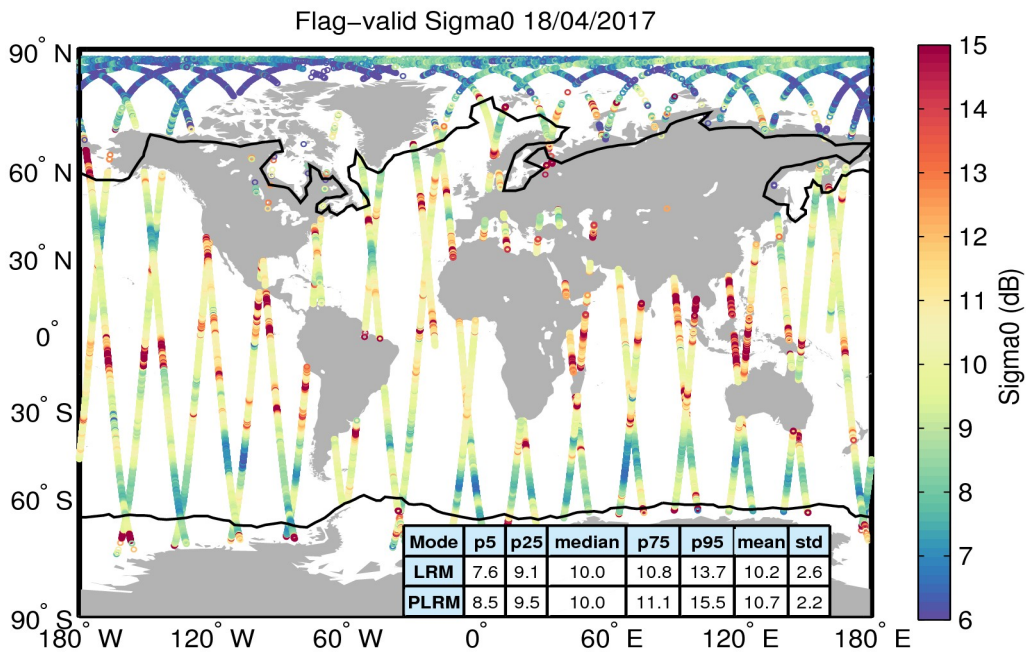 Flag−valid Sigma0 18/04/2017
90° N
60° N
30° N
0°
30° S
60° S
90° S
180° W
120° W
60° W
0°
60° E
120° E
180° E
Mode p5 p25 median p75 p95 mean std
LRM 7.6 9.1 10.0 10.8 13.7 10.2 2.6
PLRM 8.5 9.5 10.0 11.1 15.5 10.7 2.2
15
14
13
12
11
10
9
8
7
6
Sigma0 (dB)